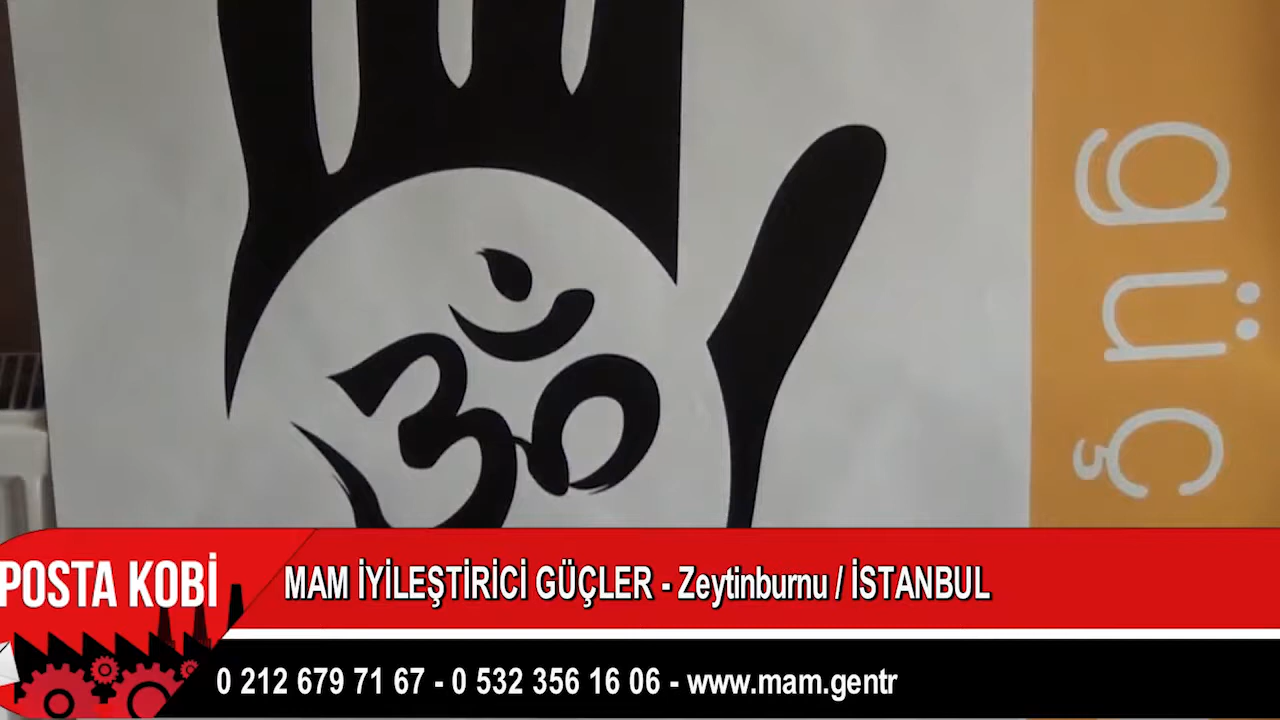 güç
POSTA KOBİ
MAM İYİLEŞTİRİCİ GÜÇLER - Zeytinburnu / İSTANBUL
0 212 679 71 67 - 0 532 356 16 06 - www.mam.gentr